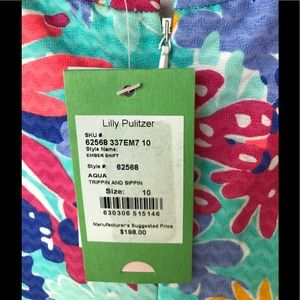 Lilly Pulitzer
SKU #:
62568 337EM7 10
Style Name:
EMBER SHIFT
Style #: 62568
AQUA
TRIPPIN AND SIPPIN
Size: 10
630306 515146
Manufacturer's Suggested Price
$198.00